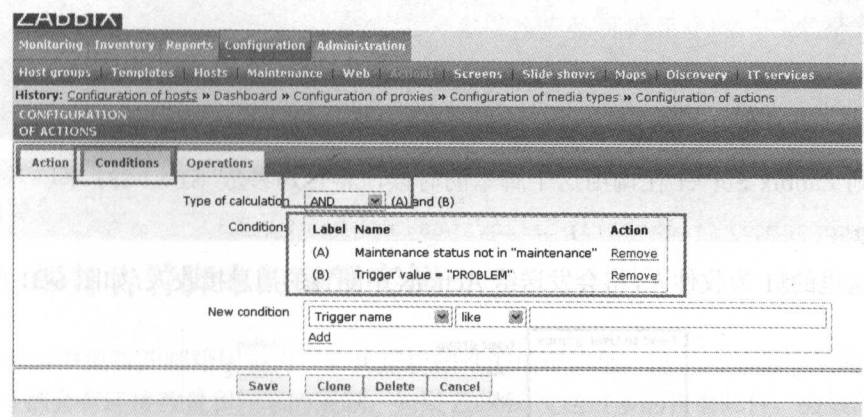 ZABBIX
Monitoring Inventory Reports Configuration Administration
Host groups Templates Hosts Maintenance Web Actions Screens Slide shows Maps Discovery IT services
History: Configuration of hosts » Dashboard » Configuration of proxies » Configuration of media types » Configuration of actions
CONFIGURATION
OF ACTIONS
Action Conditions Operations
Type of calculation AND (A) and (B)
Conditions Label Name Action
(A) Maintenance status not in "maintenance" Remove
(B) Trigger value = "PROBLEM" Remove
New condition Trigger name like
Add
Save Clone Delete Cancel